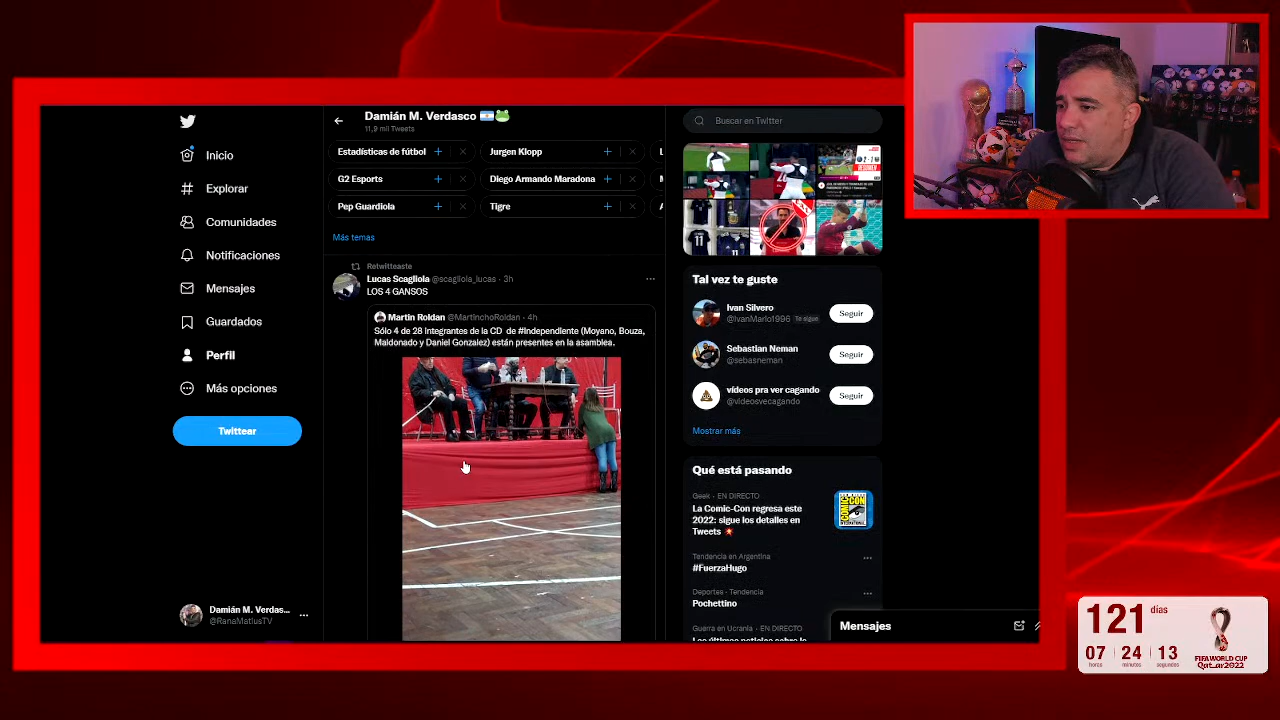 Inicio
Explorar
Comunidades
Notificaciones
Mensajes
Guardados
Perfil
Más opciones
Twittear
Damián M. Verdas...
@RanaMatiusTV
Damián M. Verdasco
11,9 mil Tweets
Estadísticas de fútbol
Jurgen Klopp
L
G2 Esports
Diego Armando Maradona
Pep Guardiola
Tigre
Más temas
Retwitteaste
Lucas Scagliola @scagliola_lucas · 3h
LOS 4 GANSOS
Martin Roldan @MartinchoRoldan · 4h
Sólo 4 de 28 integrantes de la CD de #Independiente (Moyano, Bouza,
Maldonado y Daniel Gonzalez) están presentes en la asamblea.
Buscar en Twitter
11
Tal vez te guste
Ivan Silvero
@IvanMario1996 Te sigue
Seguir
Sebastian Neman
@sebasneman
Seguir
vídeos pra ver cagando
@videosvecagando
Seguir
Mostrar más
Qué está pasando
Geek · EN DIRECTO
La Comic-Con regresa este
2022: sigue los detalles en
Tweets
COMIC
CON
INTERNATIONAL
Tendencia en Argentina
#FuerzaHugo
Deportes · Tendencia
Pochettino
Guerra en Ucrania · EN DIRECTO
Mensajes
121 días
07 24 13
horas minutos segundos
FIFA WORLD CUP
Qatar2022